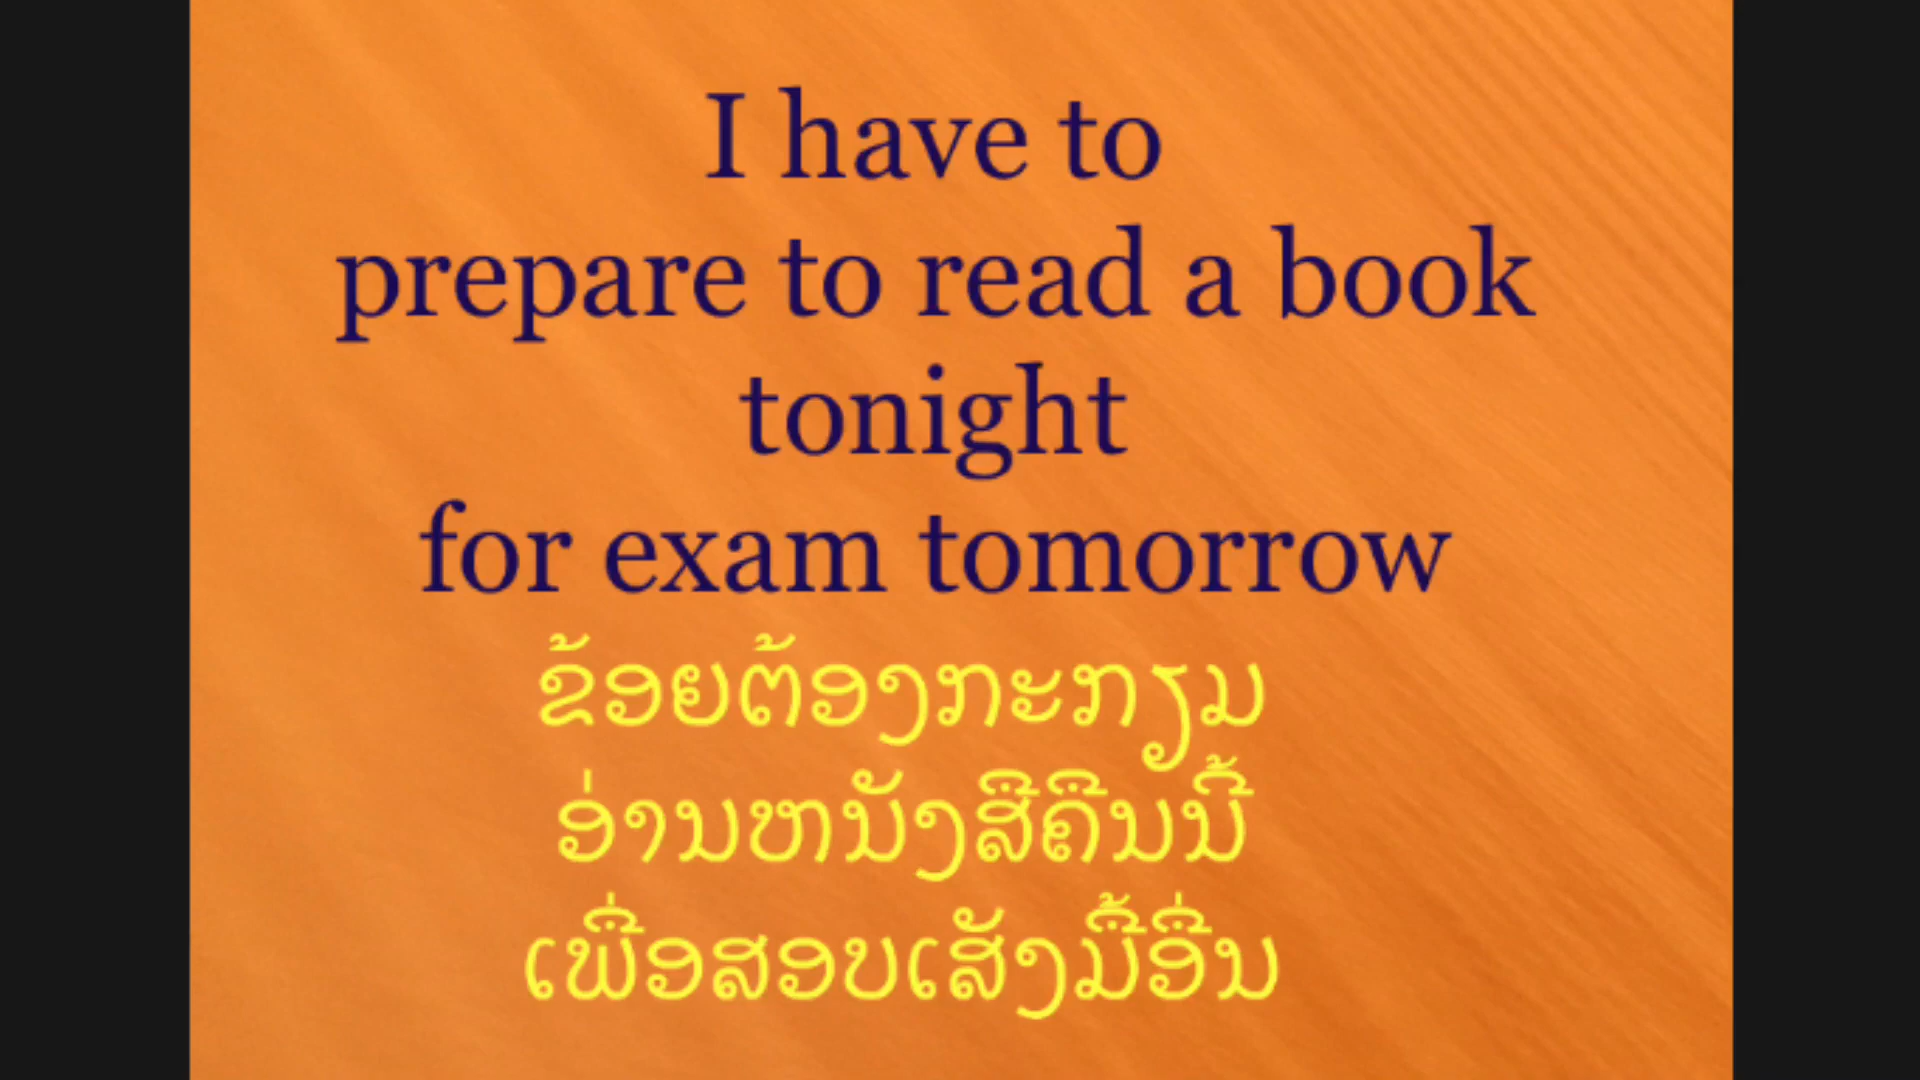 I have to
prepare to read a book
tonight
for exam tomorrow
ຂ້ອຍຕ້ອງກະກຽມ
ອ່ານຫນັງສືຄືນນີ້
ເພື່ອສອບເສັງມື້ອື່ນ